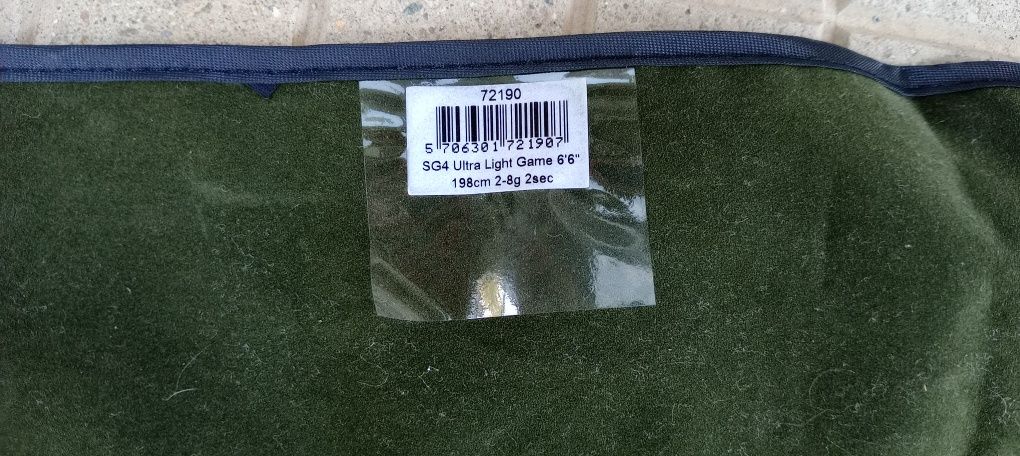 72190
5 706301 721907
SG4 Ultra Light Game 6'6"
198cm 2-8g 2sec